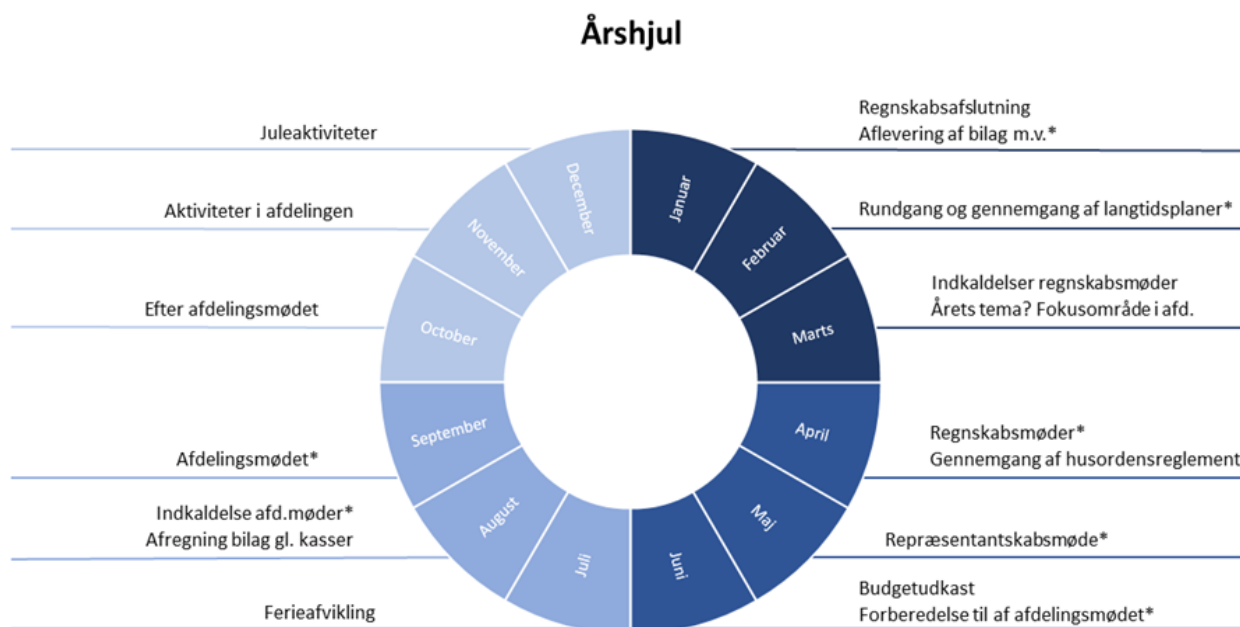 Årshjul
Regnskabsafslutning
Aflevering af bilag m.v.*
Rundgang og gennemgang af langtidsplaner*
Indkaldelser regnskabsmøder
Årets tema? Fokusområde i afd.
Regnskabsmøder*
Gennemgang af husordensreglement
Repræsentantskabsmøde*
Budgetudkast
Forberedelse til af afdelingsmødet*
Juleaktiviteter
Aktiviteter i afdelingen
Efter afdelingsmødet
Afdelingsmødet*
Indkaldelse afd.møder*
Afregning bilag gl. kasser
Ferieafvikling
Januar
Februar
Marts
April
Maj
Juni
Juli
August
September
October
November
December